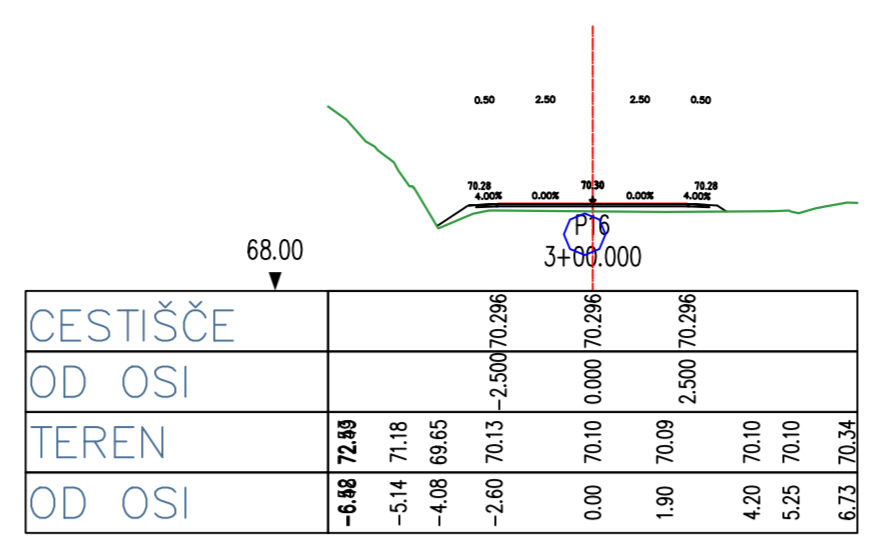 0.50 2.50 2.50 0.50
70.28 70.30 70.28
4.00% 0.00% 0.00% 4.00%
P16
68.00 3+00.000
CESTIŠČE 70.296 70.296 70.296
OD OSI -2.500 0.000 2.500
TEREN 71.18 69.65 70.13 70.10 70.09 70.10 70.10 70.34
OD OSI -5.14 -4.08 -2.60 0.00 1.90 4.20 5.25 6.73